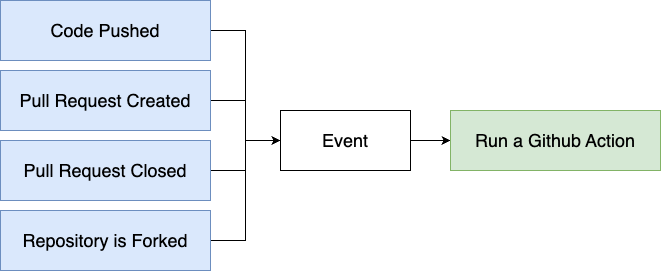 Code Pushed
Pull Request Created
Pull Request Closed
Repository is Forked
Event
Run a Github Action